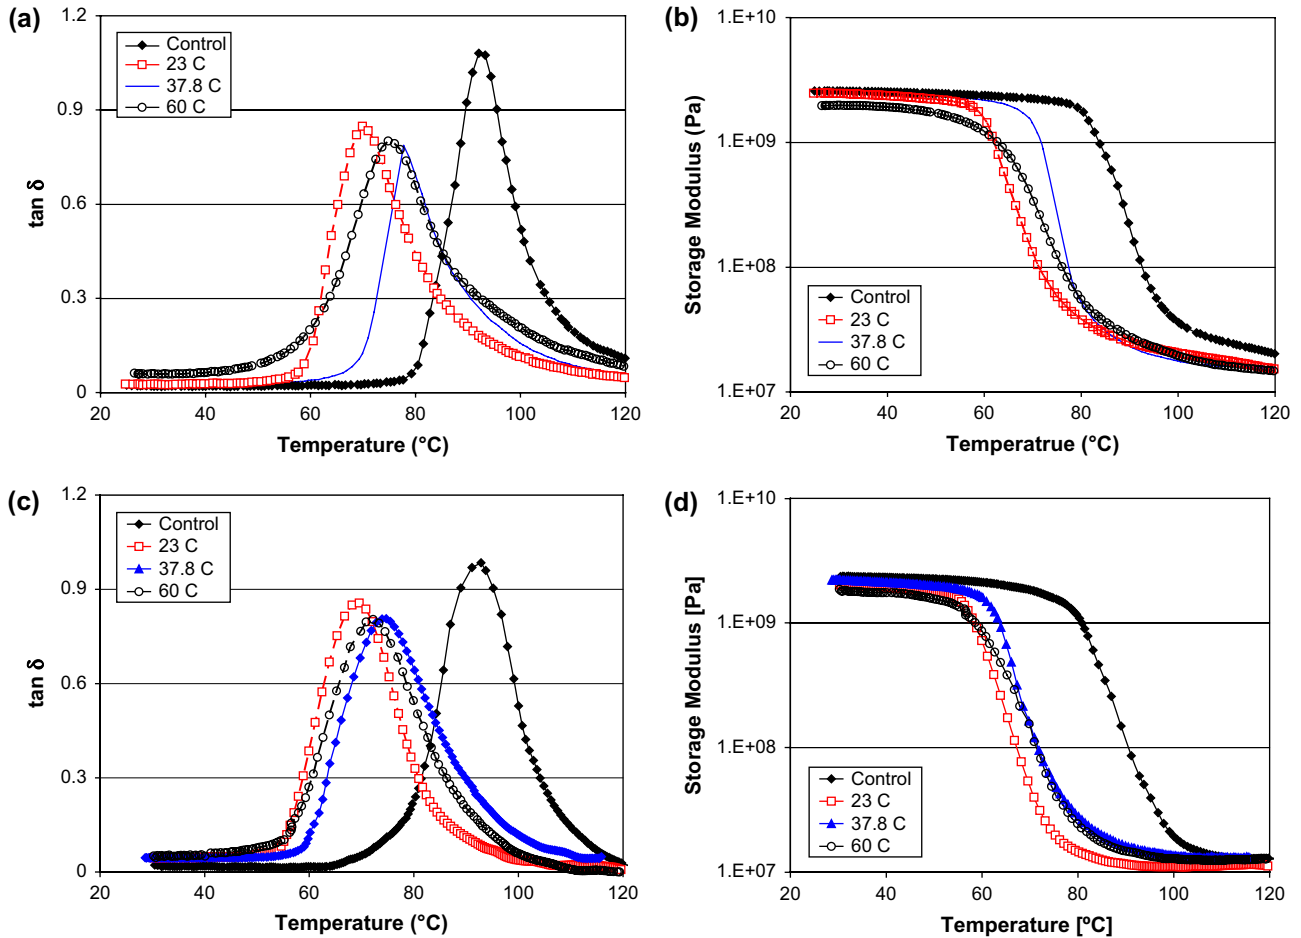 (a)
1.2
0.9
0.6
0.3
0
tan δ
Control
23 C
37.8 C
60 C
20 40 60 80 100 120
Temperature (°C)
(b)
1.E+10
1.E+09
1.E+08
1.E+07
Storage Modulus (Pa)
Control
23 C
37.8 C
60 C
20 40 60 80 100 120
Temperatrue (°C)
(c)
1.2
0.9
0.6
0.3
0
tan δ
Control
23 C
37.8 C
60 C
20 40 60 80 100 120
Temperature (°C)
(d)
1.E+10
1.E+09
1.E+08
1.E+07
Storage Modulus [Pa]
Control
23 C
37.8 C
60 C
20 40 60 80 100 120
Temperature [ºC]